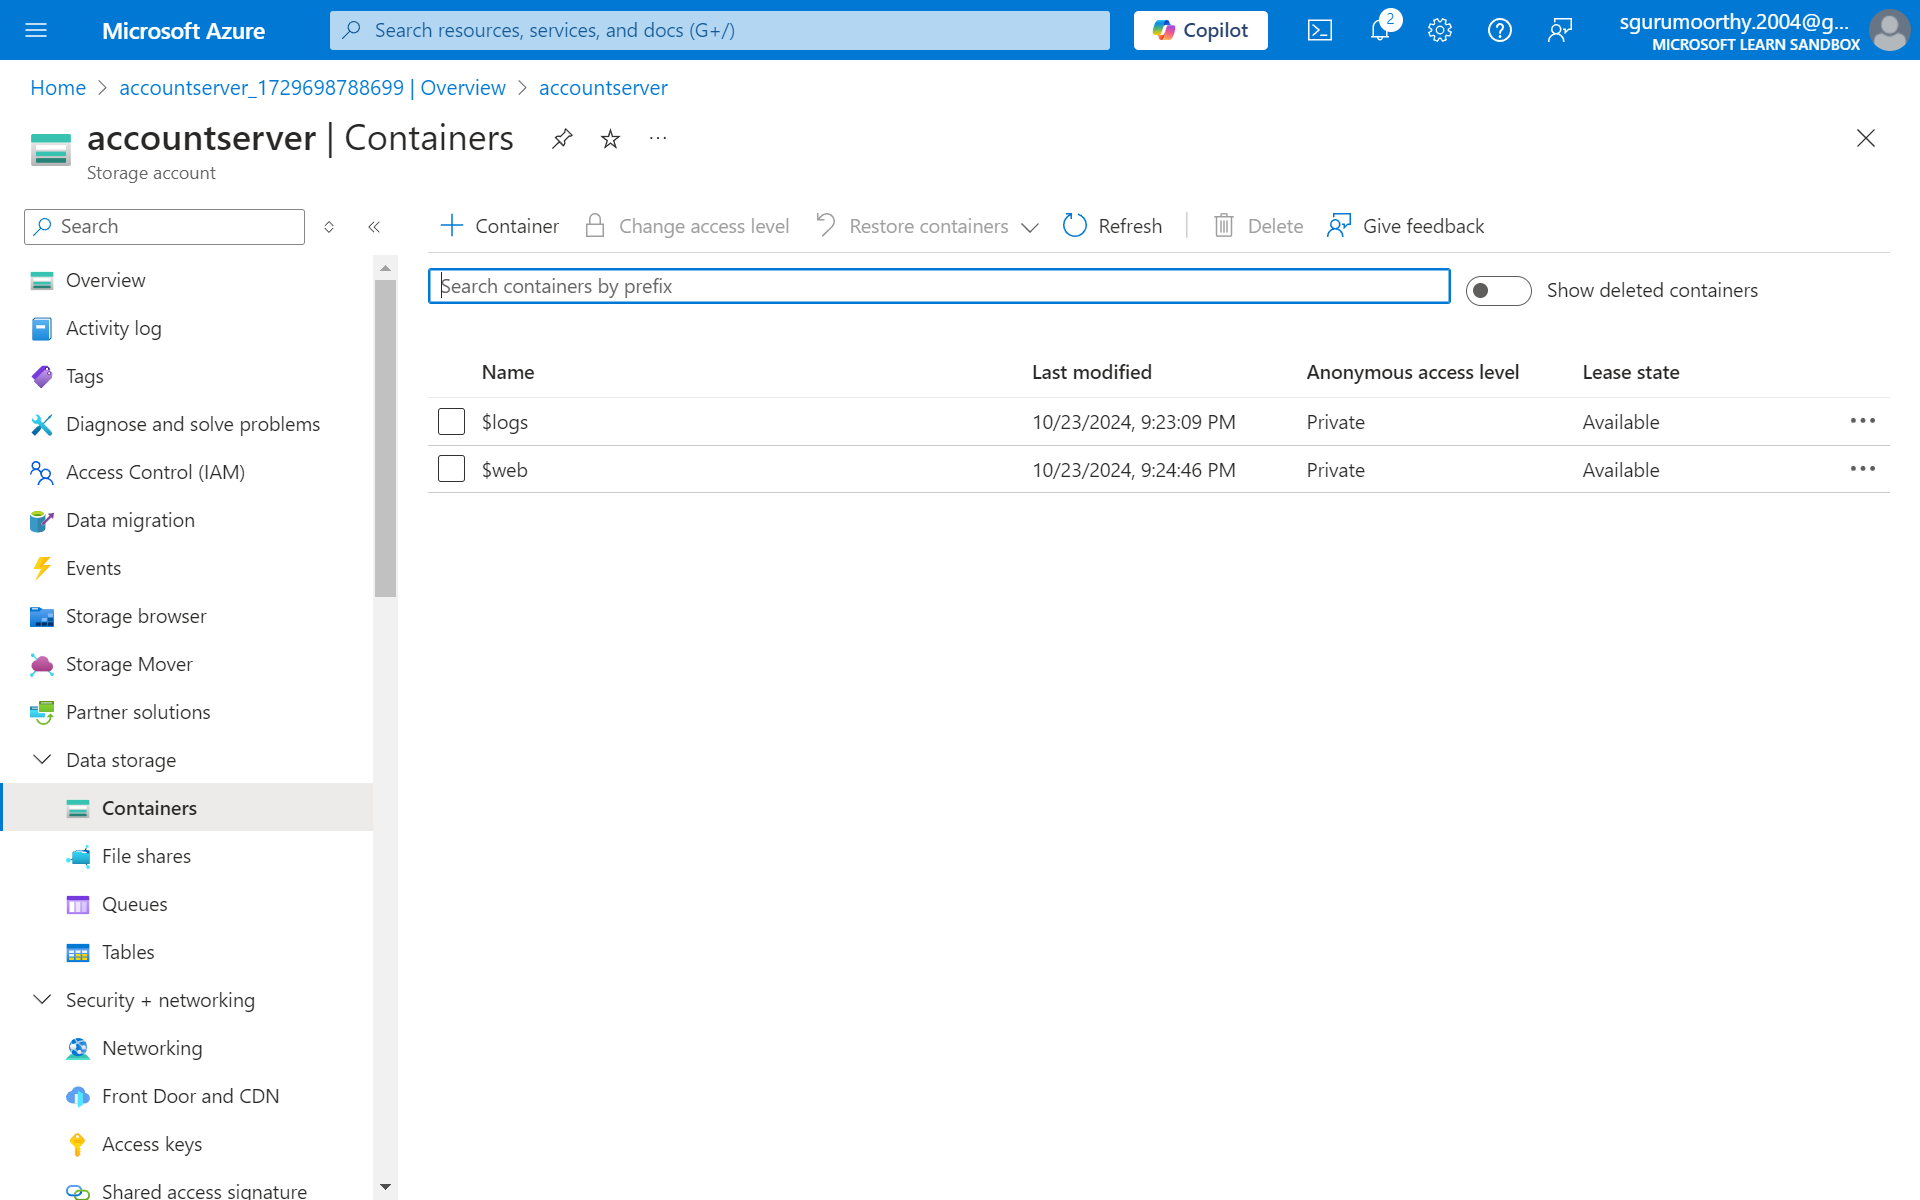 Microsoft Azure
Search resources, services, and docs (G+/)
Copilot
2
sgurumoorthy.2004@g...
MICROSOFT LEARN SANDBOX
Home > accountserver_1729698788699 | Overview > accountserver
accountserver | Containers
Storage account
Search
Container
Change access level
Restore containers
Refresh
Delete
Give feedback
Search containers by prefix
Show deleted containers
Name Last modified Anonymous access level Lease state
$logs 10/23/2024, 9:23:09 PM Private Available
$web 10/23/2024, 9:24:46 PM Private Available
Overview
Activity log
Tags
Diagnose and solve problems
Access Control (IAM)
Data migration
Events
Storage browser
Storage Mover
Partner solutions
Data storage
Containers
File shares
Queues
Tables
Security + networking
Networking
Front Door and CDN
Access keys
Shared access signature